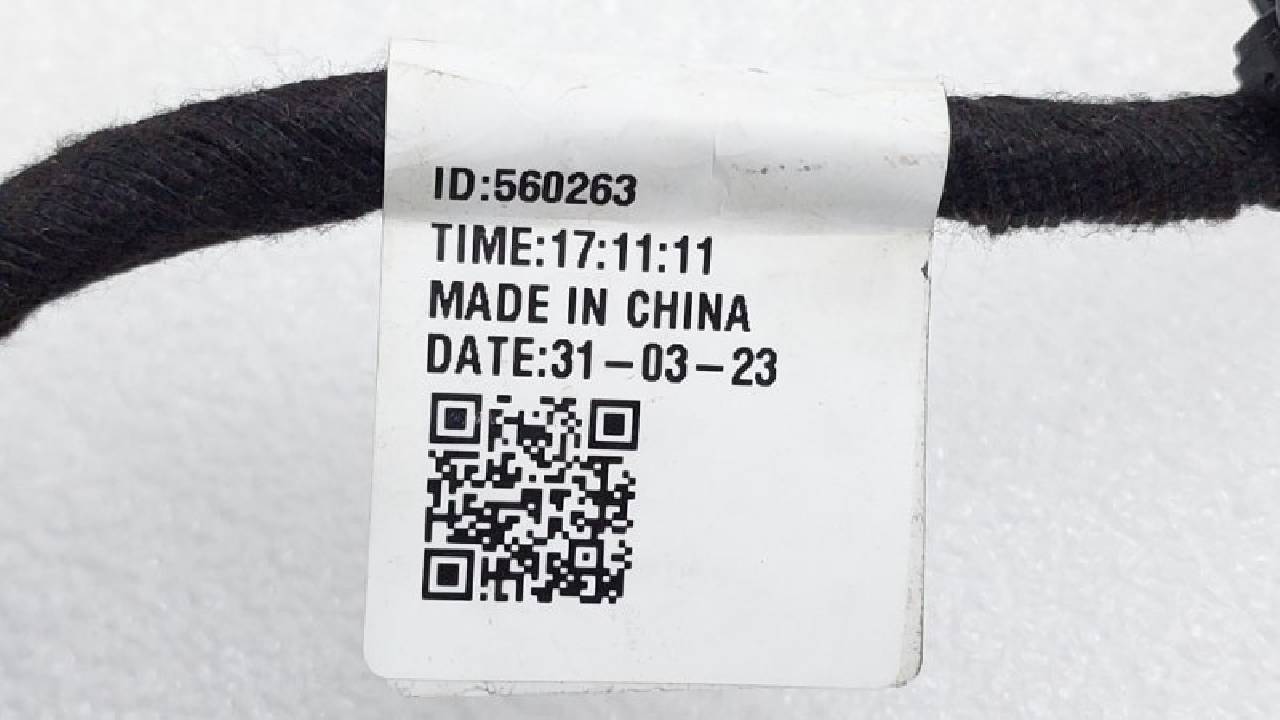 ID:560263
TIME:17:11:11
MADE IN CHINA
DATE:31-03-23